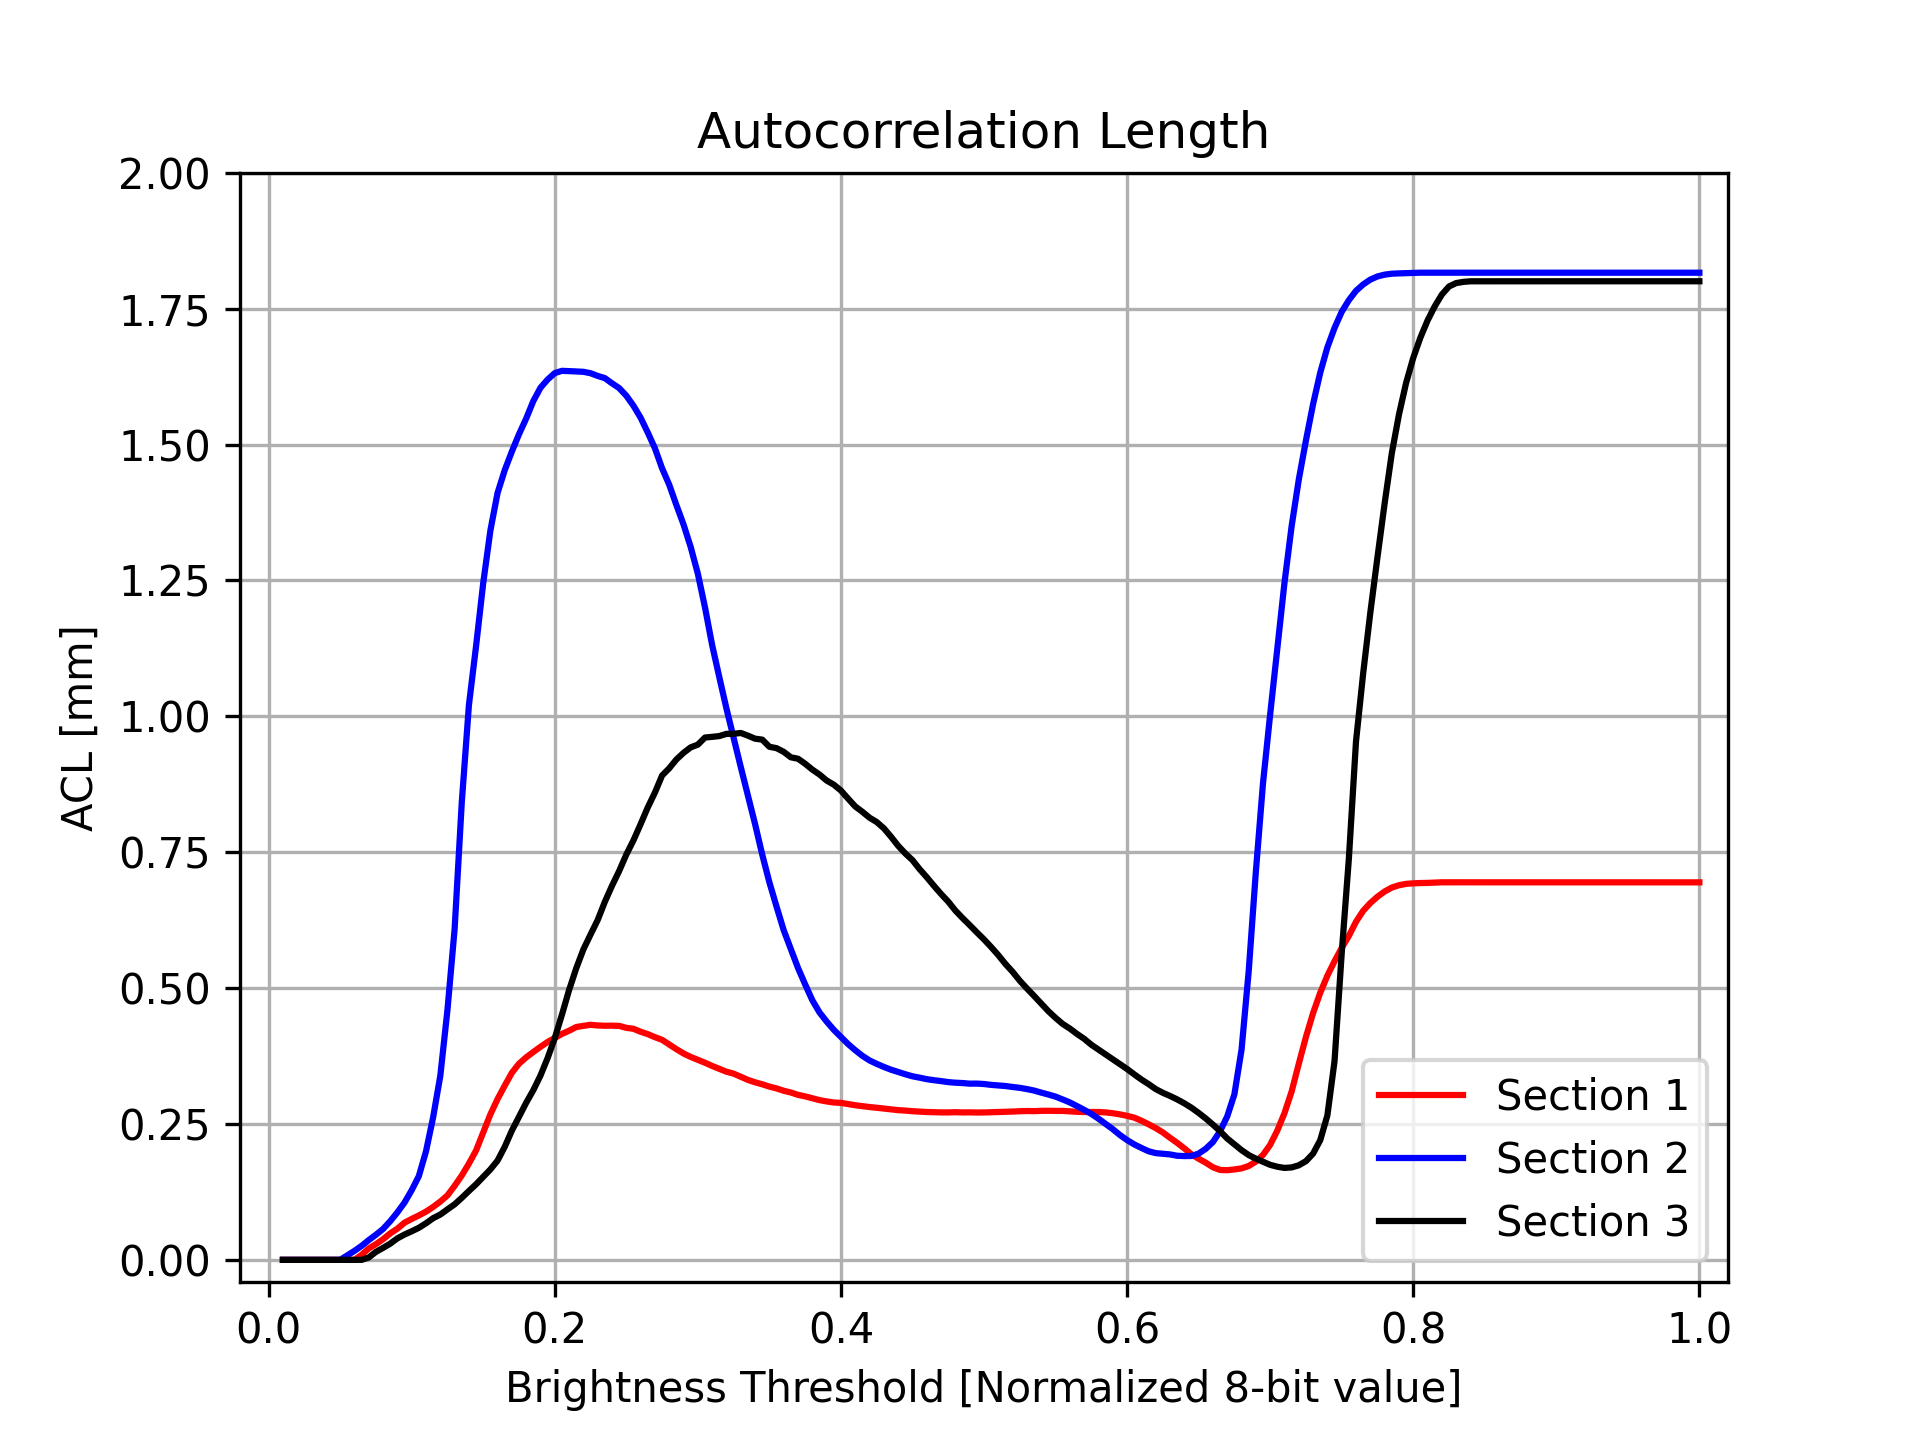 Autocorrelation Length
2.00
1.75
1.50
1.25
1.00
0.75
0.50
0.25
0.00
ACL [mm]
Section 1
Section 2
Section 3
0.0 0.2 0.4 0.6 0.8 1.0
Brightness Threshold [Normalized 8-bit value]